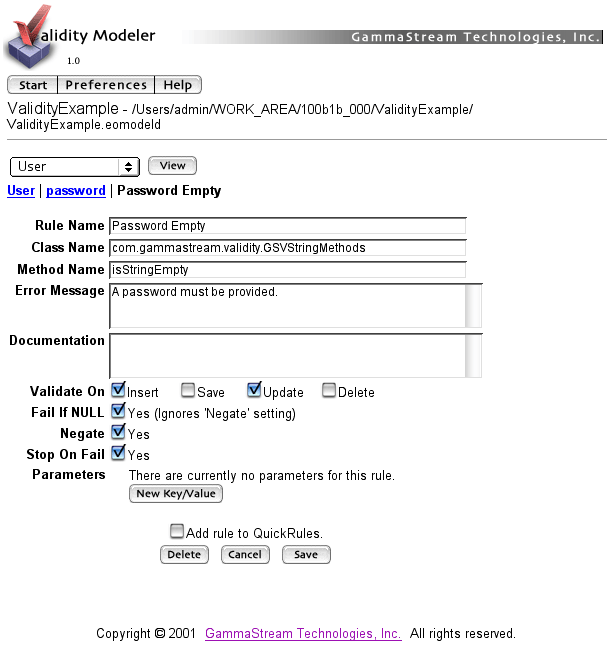 Validity Modeler
1.0
GammaStream Technologies, Inc.
Start Preferences Help
ValidityExample - /Users/admin/WORK_AREA/100b1b_000/ValidityExample/
ValidityExample.eomodeld
User View
User | password | Password Empty
Rule Name Password Empty
Class Name com.gammastream.validity.GSVStringMethods
Method Name isStringEmpty
Error Message A password must be provided.
Documentation
Validate On Insert Save Update Delete
Fail If NULL Yes (Ignores 'Negate' setting)
Negate Yes
Stop On Fail Yes
Parameters There are currently no parameters for this rule.
New Key/Value
Add rule to QuickRules.
Delete Cancel Save
Copyright © 2001 GammaStream Technologies, Inc. All rights reserved.